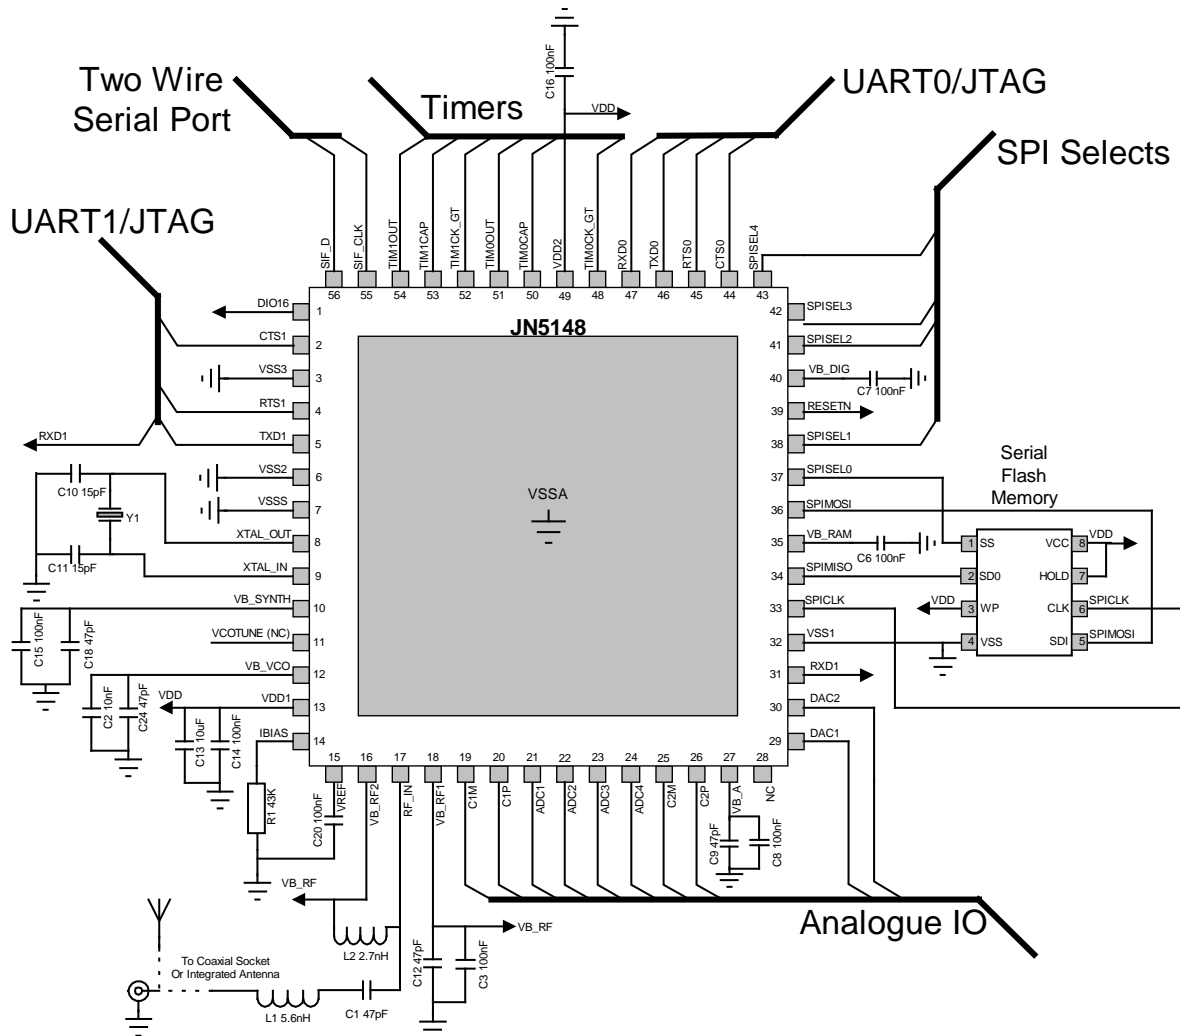 C16 100nF
VDD
Two Wire
Serial Port
Timers
UART0/JTAG
SPI Selects
UART1/JTAG
SIF_D
SIF_CLK
TIM1OUT
TIM1CAP
TIM1CK_GT
TIM0OUT
TIM0CAP
VDD2
TIM0CK_GT
RXD0
TXD0
RTS0
CTS0
SPISEL4
56
55
54
53
52
51
50
49
48
47
46
45
44
43
JN5148
VSSA
DIO16
1
CTS1
2
VSS3
3
RTS1
4
RXD1
TXD1
5
VSS2
6
VSSS
7
C10 15pF
Y1
XTAL_OUT
8
C11 15pF
XTAL_IN
9
VB_SYNTH
10
C15 100nF
C18 47pF
VCOTUNE (NC)
11
VB_VCO
12
C2 10nF
C24 47pF
VDD
VDD1
13
C13 10uF
C14 100nF
IBIAS
14
R1 43K
42
SPISEL3
41
SPISEL2
40
VB_DIG
C7 100nF
39
RESETN
38
SPISEL1
37
SPISEL0
36
SPIMOSI
35
VB_RAM
C6 100nF
34
SPIMISO
33
SPICLK
32
VSS1
31
RXD1
30
DAC2
29
DAC1
Serial
Flash
Memory
1
SS
VCC
8
VDD
2
SD0
HOLD
7
VDD
3
WP
CLK
6
SPICLK
4
VSS
SDI
5
SPIMOSI
15
16
17
18
19
20
21
22
23
24
25
26
27
28
VREF
VB_RF2
RF_IN
VB_RF1
C1M
C1P
ADC1
ADC2
ADC3
ADC4
C2M
C2P
VB_A
NC
C20 100nF
C9 47pF
C8 100nF
VB_RF
L2 2.7nH
VB_RF
C12 47pF
C3 100nF
Analogue IO
To Coaxial Socket
Or Integrated Antenna
L1 5.6nH
C1 47pF